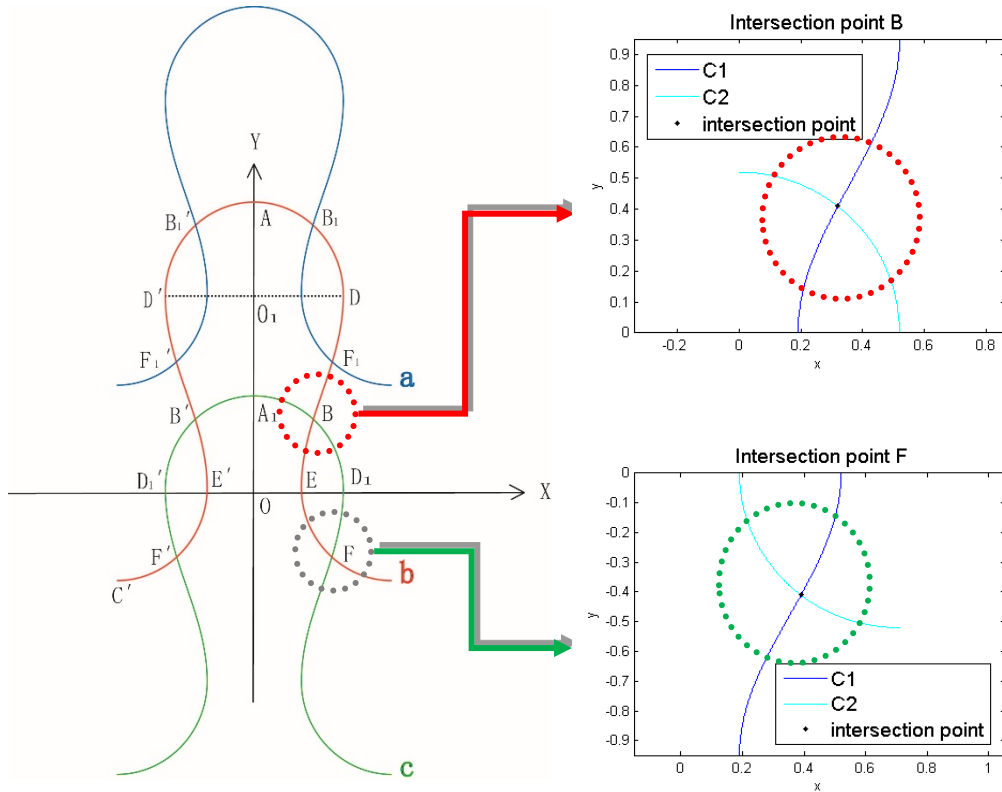 Y
B₁′
A
B₁
D′
D
O₁
F₁′
F₁
a
B′
A₁
B
D₁′
E′
E
D₁
X
O
F′
F
b
C′
c
Intersection point B
C1
C2
intersection point
y
0.9
0.8
0.7
0.6
0.5
0.4
0.3
0.2
0.1
0
-0.2
0
0.2
0.4
0.6
0.8
x
Intersection point F
y
0
-0.1
-0.2
-0.3
-0.4
-0.5
-0.6
-0.7
-0.8
-0.9
C1
C2
intersection point
0
0.2
0.4
0.6
0.8
1
x